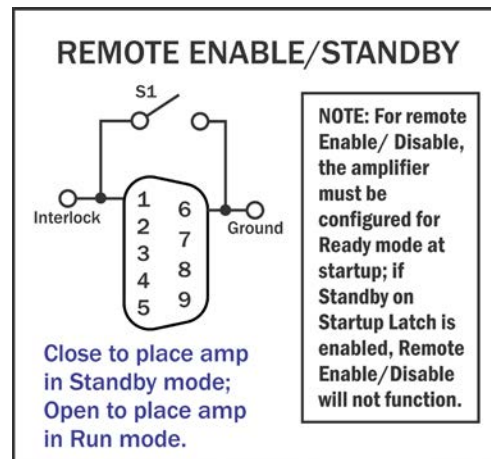 REMOTE ENABLE/STANDBY
S1
Interlock
1
2
3
4
5
6
7
8
9
Ground
Close to place amp
in Standby mode;
Open to place amp
in Run mode.
NOTE: For remote
Enable/ Disable,
the amplifier
must be
configured for
Ready mode at
startup; if
Standby on
Startup Latch is
enabled, Remote
Enable/Disable
will not function.